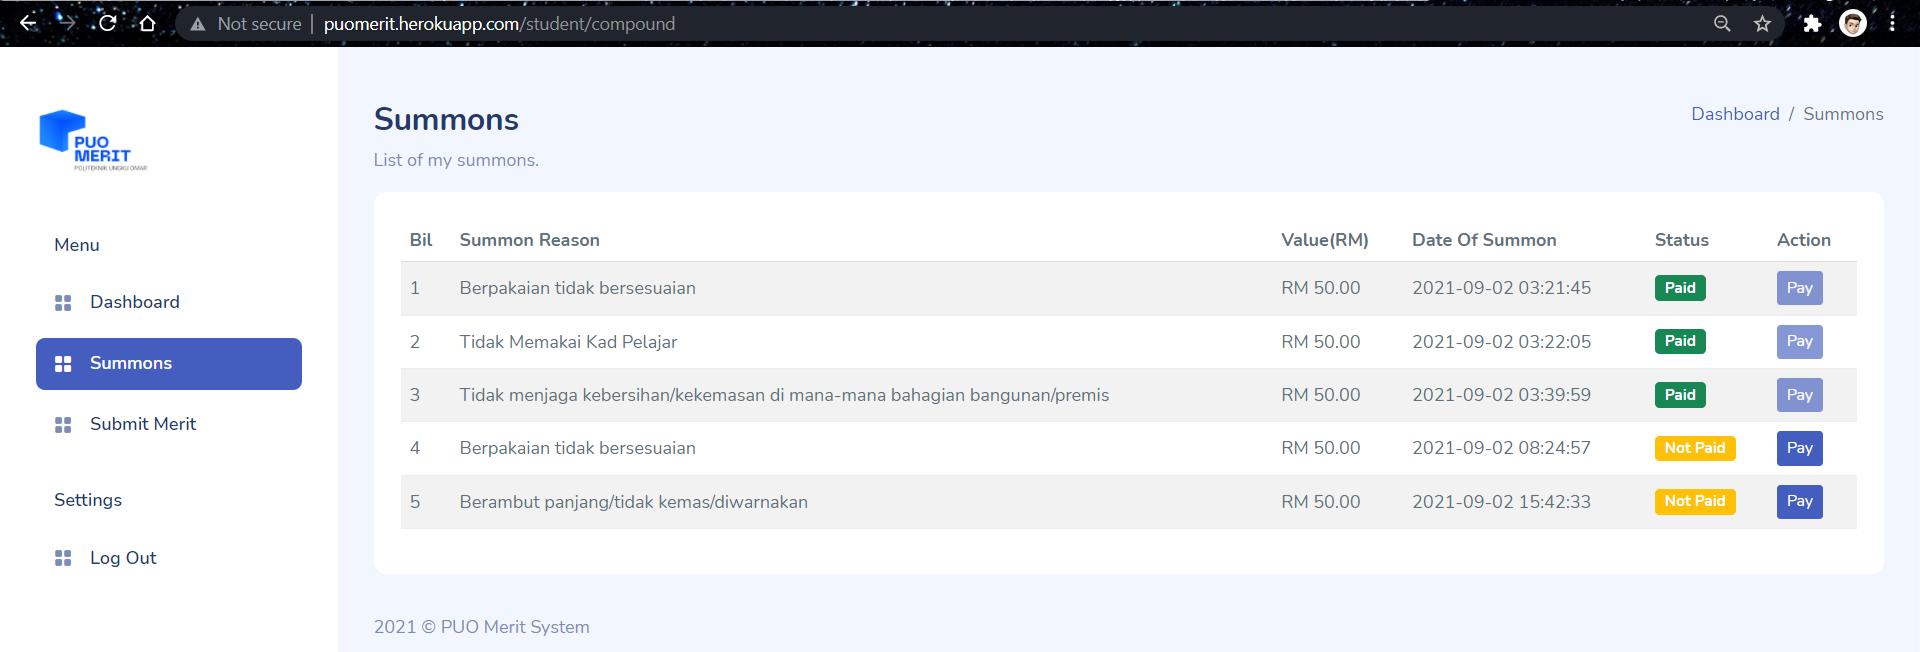 Not secure | puomerit.herokuapp.com/student/compound
PUO
MERIT
POLITEKNIK UNGKU OMAR
Menu
Dashboard
Summons
Submit Merit
Settings
Log Out
Summons
Dashboard / Summons
List of my summons.
Bil Summon Reason Value(RM) Date Of Summon Status Action
1 Berpakaian tidak bersesuaian RM 50.00 2021-09-02 03:21:45 Paid Pay
2 Tidak Memakai Kad Pelajar RM 50.00 2021-09-02 03:22:05 Paid Pay
3 Tidak menjaga kebersihan/kekemasan di mana-mana bahagian bangunan/premis RM 50.00 2021-09-02 03:39:59 Paid Pay
4 Berpakaian tidak bersesuaian RM 50.00 2021-09-02 08:24:57 Not Paid Pay
5 Berambut panjang/tidak kemas/diwarnakan RM 50.00 2021-09-02 15:42:33 Not Paid Pay
2021 © PUO Merit System